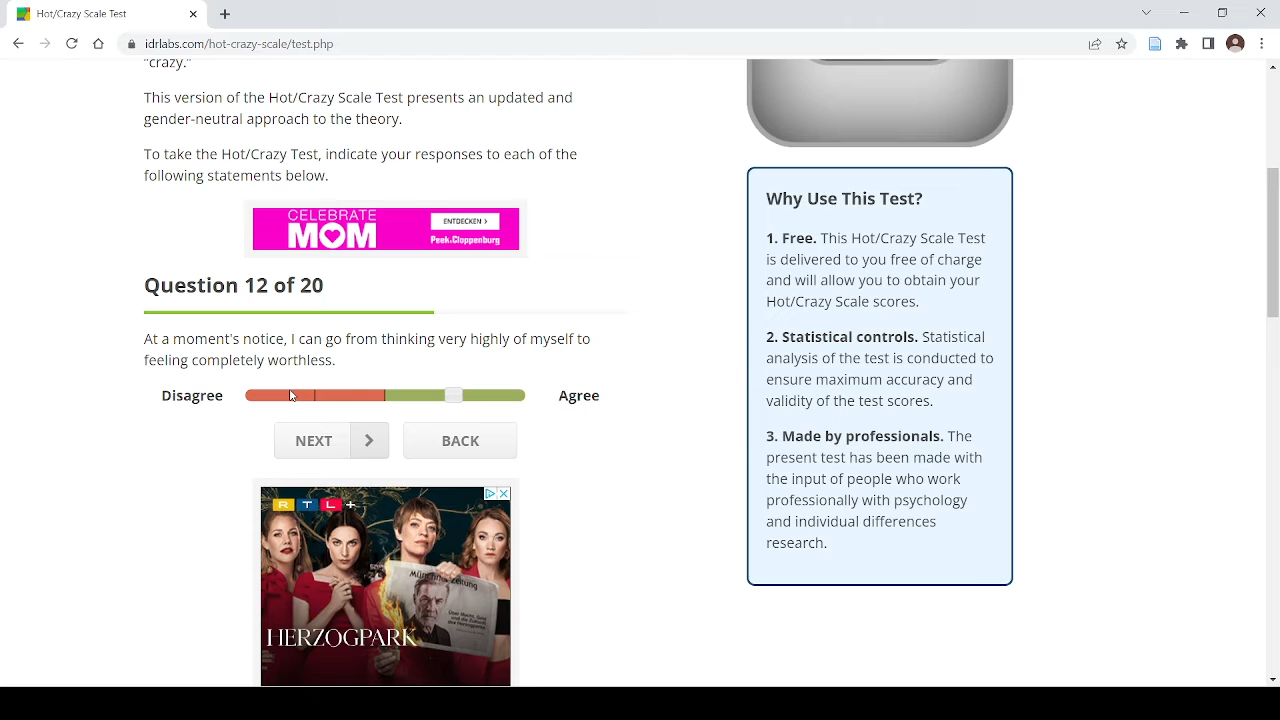 Hot/Crazy Scale Test
idrlabs.com/hot-crazy-scale/test.php
"crazy."
This version of the Hot/Crazy Scale Test presents an updated and
gender-neutral approach to the theory.
To take the Hot/Crazy Test, indicate your responses to each of the
following statements below.
CELEBRATE
MOM
ENTDECKEN >
Peek&Cloppenburg
Question 12 of 20
At a moment's notice, I can go from thinking very highly of myself to
feeling completely worthless.
Disagree
Agree
NEXT
BACK
RTL+
HERZOGPARK
Why Use This Test?
1. Free. This Hot/Crazy Scale Test
is delivered to you free of charge
and will allow you to obtain your
Hot/Crazy Scale scores.
2. Statistical controls. Statistical
analysis of the test is conducted to
ensure maximum accuracy and
validity of the test scores.
3. Made by professionals. The
present test has been made with
the input of people who work
professionally with psychology
and individual differences
research.